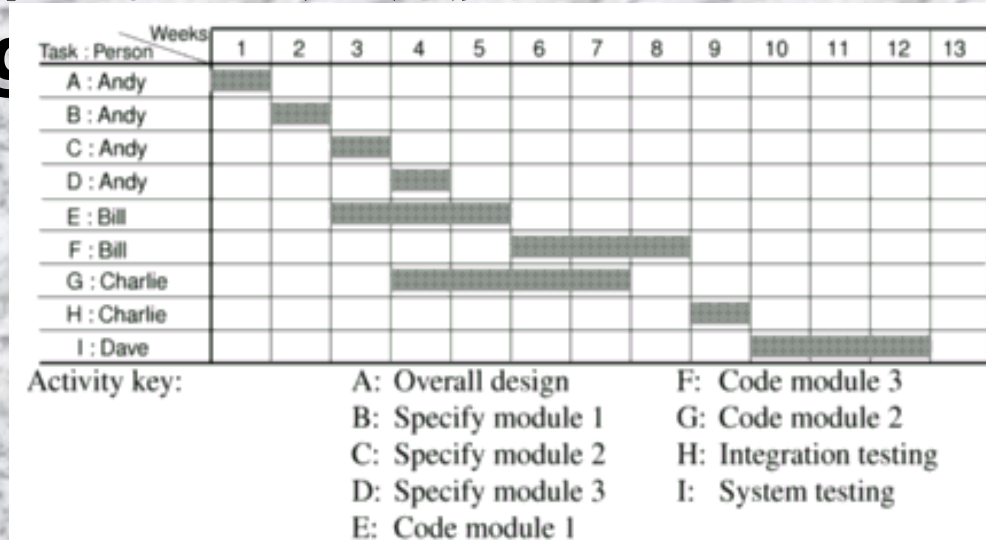 Weeks
Task : Person 1 2 3 4 5 6 7 8 9 10 11 12 13
A : Andy
B : Andy
C : Andy
D : Andy
E : Bill
F : Bill
G : Charlie
H : Charlie
I : Dave
Activity key: A: Overall design F: Code module 3
B: Specify module 1 G: Code module 2
C: Specify module 2 H: Integration testing
D: Specify module 3 I: System testing
E: Code module 1